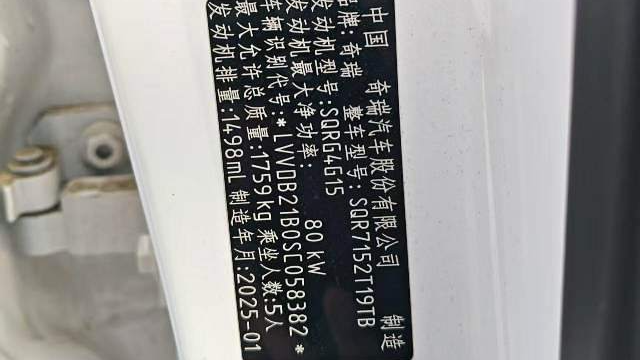 中国 奇瑞汽车股份有限公司 制造
品牌:奇瑞 整车型号:SQR7152T19TB
发动机型号:SQRG4G15
发动机最大净功率: 80 kW
车辆识别代号:*LVVDB21B0SC058382*
最大允许总质量:1759kg 乘坐人数:5人
发动机排量:1498mL 制造年月:2025-01